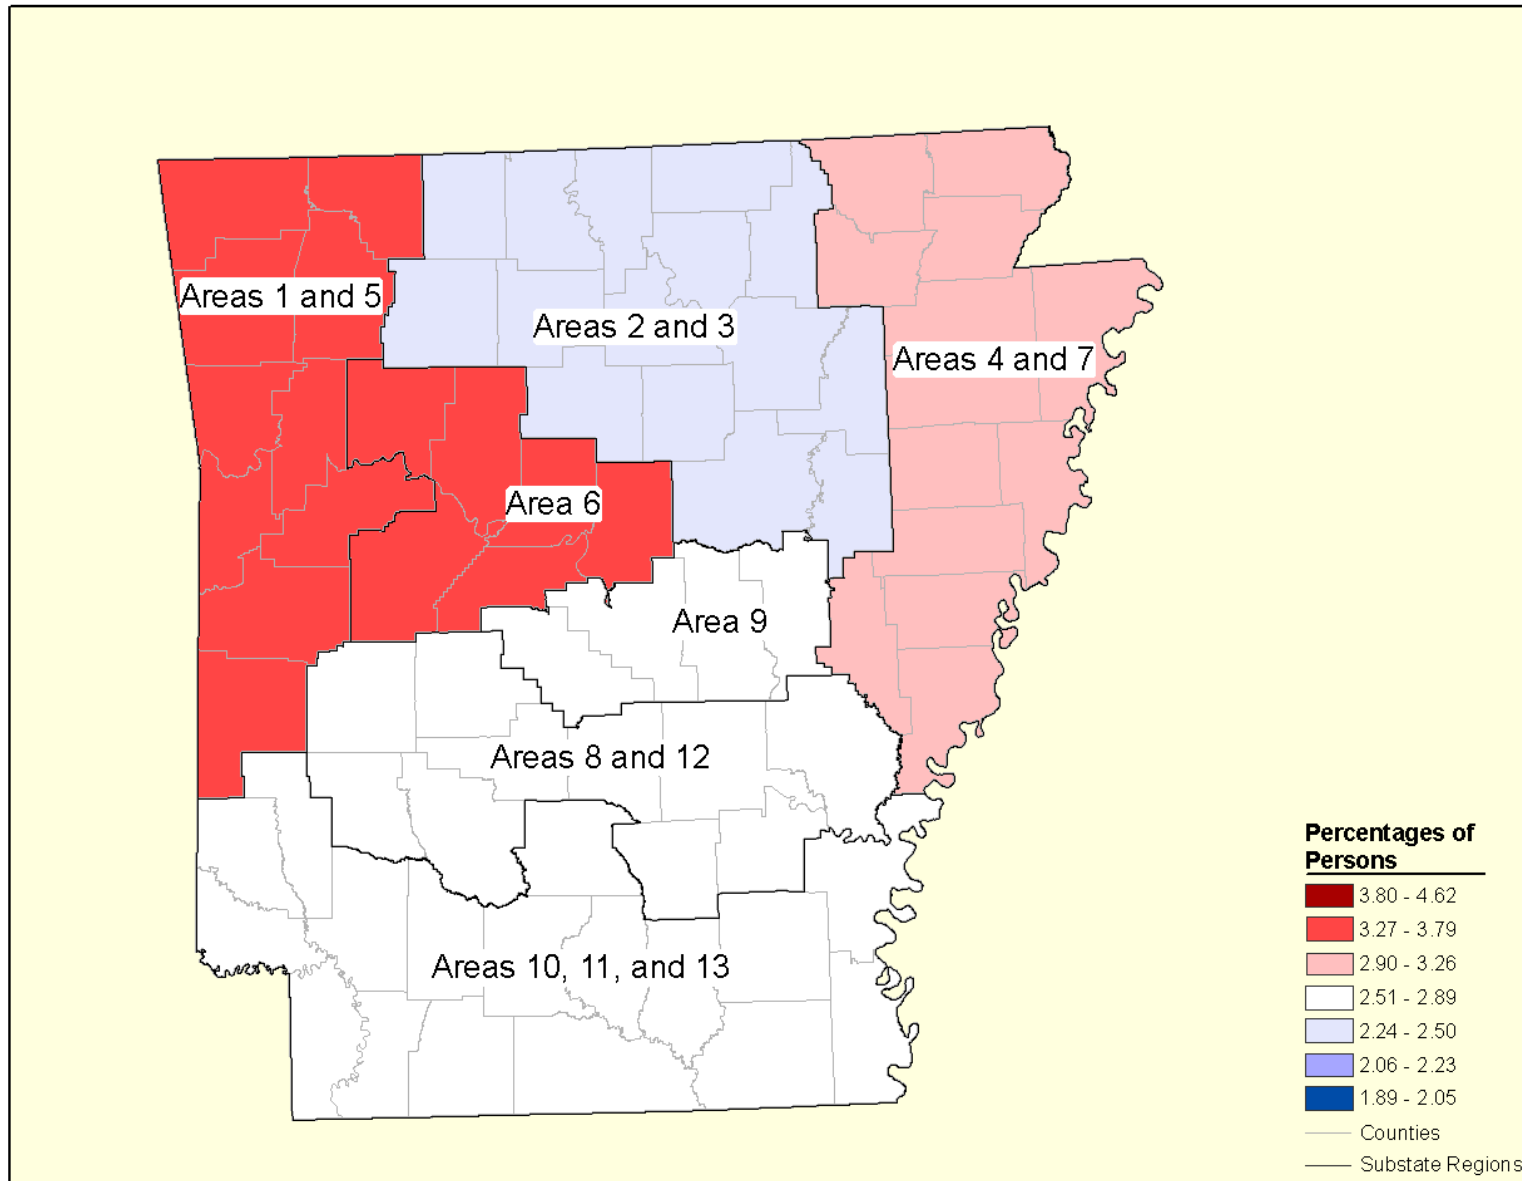 Areas 1 and 5
Areas 2 and 3
Areas 4 and 7
Area 6
Area 9
Areas 8 and 12
Areas 10, 11, and 13
Percentages of
Persons
3.80 - 4.62
3.27 - 3.79
2.90 - 3.26
2.51 - 2.89
2.24 - 2.50
2.06 - 2.23
1.89 - 2.05
Counties
Substate Regions